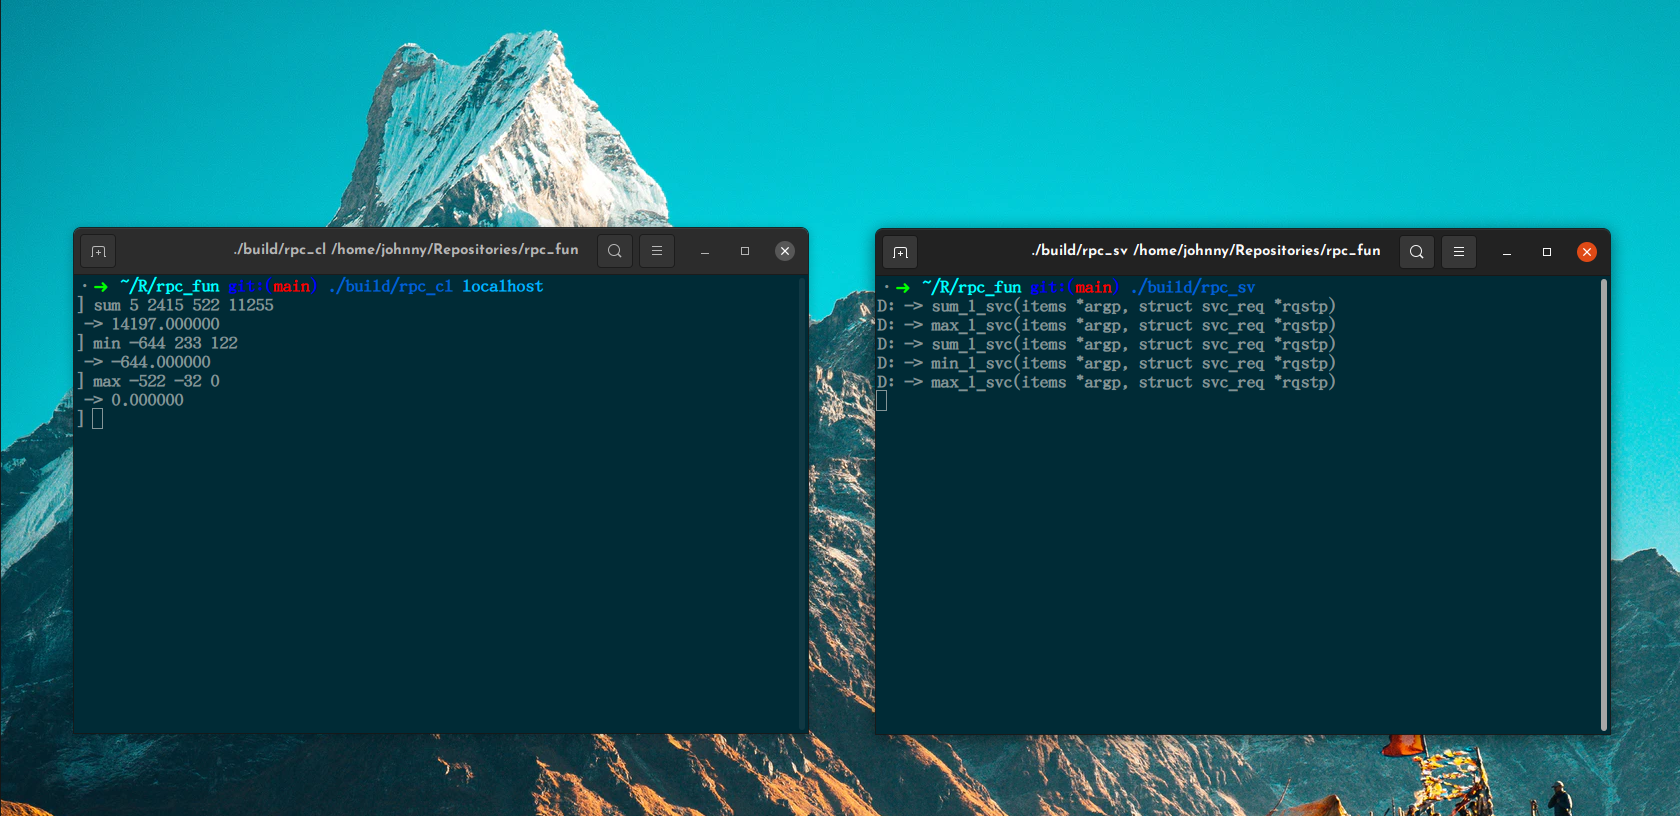 ./build/rpc_cl /home/johnny/Repositories/rpc_fun
· ➜ ~/R/rpc_fun git:(main) ./build/rpc_cl localhost
] sum 5 2415 522 11255
-> 14197.000000
] min -644 233 122
-> -644.000000
] max -522 -32 0
-> 0.000000
]
./build/rpc_sv /home/johnny/Repositories/rpc_fun
· ➜ ~/R/rpc_fun git:(main) ./build/rpc_sv
D: -> sum_1_svc(items *argp, struct svc_req *rqstp)
D: -> max_1_svc(items *argp, struct svc_req *rqstp)
D: -> sum_1_svc(items *argp, struct svc_req *rqstp)
D: -> min_1_svc(items *argp, struct svc_req *rqstp)
D: -> max_1_svc(items *argp, struct svc_req *rqstp)